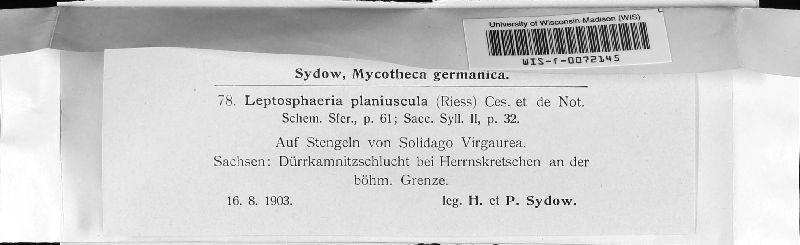 University of Wisconsin-Madison (WIS)
WIS-f-0072145
Sydow, Mycotheca germanica.
78. Leptosphaeria planiuscula (Riess) Ces. et de Not.
Schem. Sfer., p. 61; Sacc. Syll. II, p. 32.
Auf Stengeln von Solidago Virgaurea.
Sachsen: Dürrkamnitzschlucht bei Herrnskretschen an der
böhm. Grenze.
16. 8. 1903. leg. H. et P. Sydow.